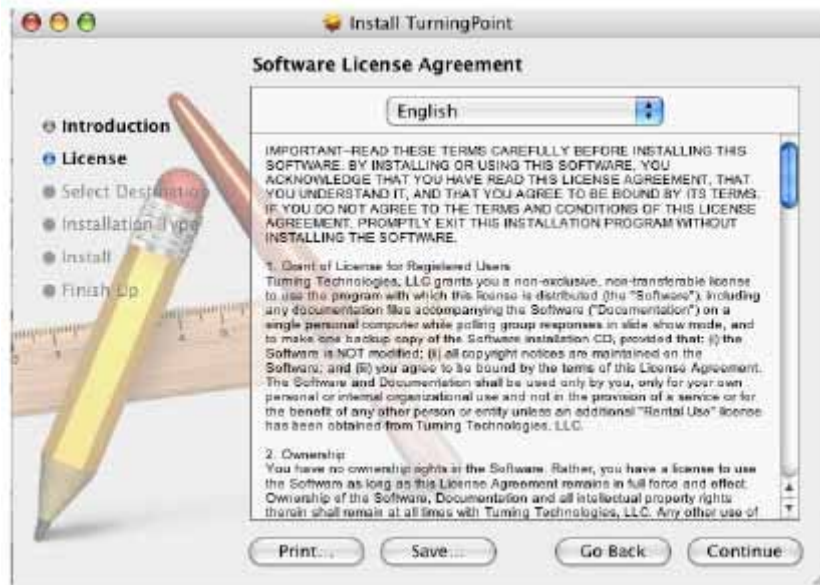 Install TurningPoint
Software License Agreement
English
Introduction
License
Select Destination
Installation Type
Install
Finish Up
IMPORTANT-READ THESE TERMS CAREFULLY BEFORE INSTALLING THIS
SOFTWARE. BY INSTALLING OR USING THIS SOFTWARE, YOU
ACKNOWLEDGE THAT YOU HAVE READ THIS LICENSE AGREEMENT, THAT
YOU UNDERSTAND IT, AND THAT YOU AGREE TO BE BOUND BY ITS TERMS.
IF YOU DO NOT AGREE TO THE TERMS AND CONDITIONS OF THIS LICENSE
AGREEMENT, PROMPTLY EXIT THIS INSTALLATION PROGRAM WITHOUT
INSTALLING THE SOFTWARE.
1. Grant of License for Registered Users
Turning Technologies, LLC grants you a non-exclusive, non-transferable license
to use the program with which this license is distributed (the "Software"), including
any documentation files accompanying the Software ("Documentation") on a
single personal computer while polling group responses in slide show mode, and
to make one backup copy of the Software installation CD, provided that: (i) the
Software is NOT modified; (ii) all copyright notices are maintained on the
Software; and (iii) you agree to be bound by the terms of this License Agreement.
The Software and Documentation shall be used only by you, only for your own
personal or internal organizational use and not in the provision of a service or for
the benefit of any other person or entity unless an additional "Rental Use" license
has been obtained from Turning Technologies, LLC.
2. Ownership
You have no ownership rights in the Software. Rather, you have a license to use
the Software as long as this License Agreement remains in full force and effect.
Ownership of the Software, Documentation and all intellectual property rights
therein shall remain at all times with Turning Technologies, LLC. Any other use of
Print... Save... Go Back Continue